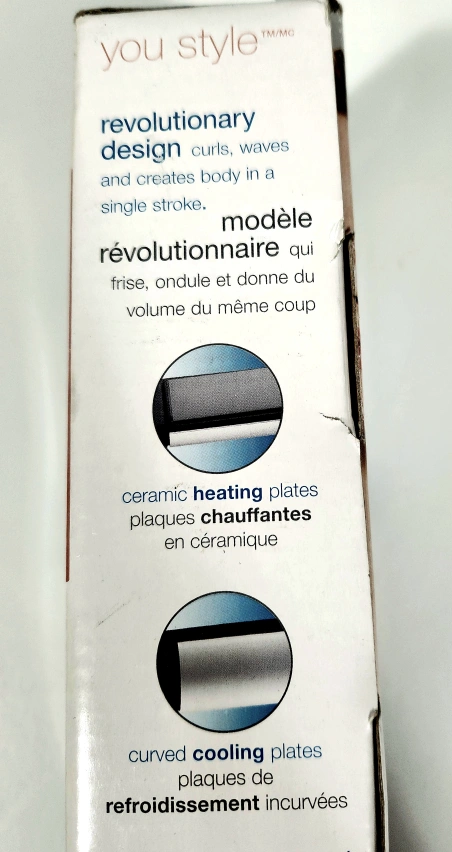 you style™/MC
revolutionary
design curls, waves
and creates body in a
single stroke.
modèle
révolutionnaire qui
frise, ondule et donne du
volume du même coup
ceramic heating plates
plaques chauffantes
en céramique
curved cooling plates
plaques de
refroidissement incurvées